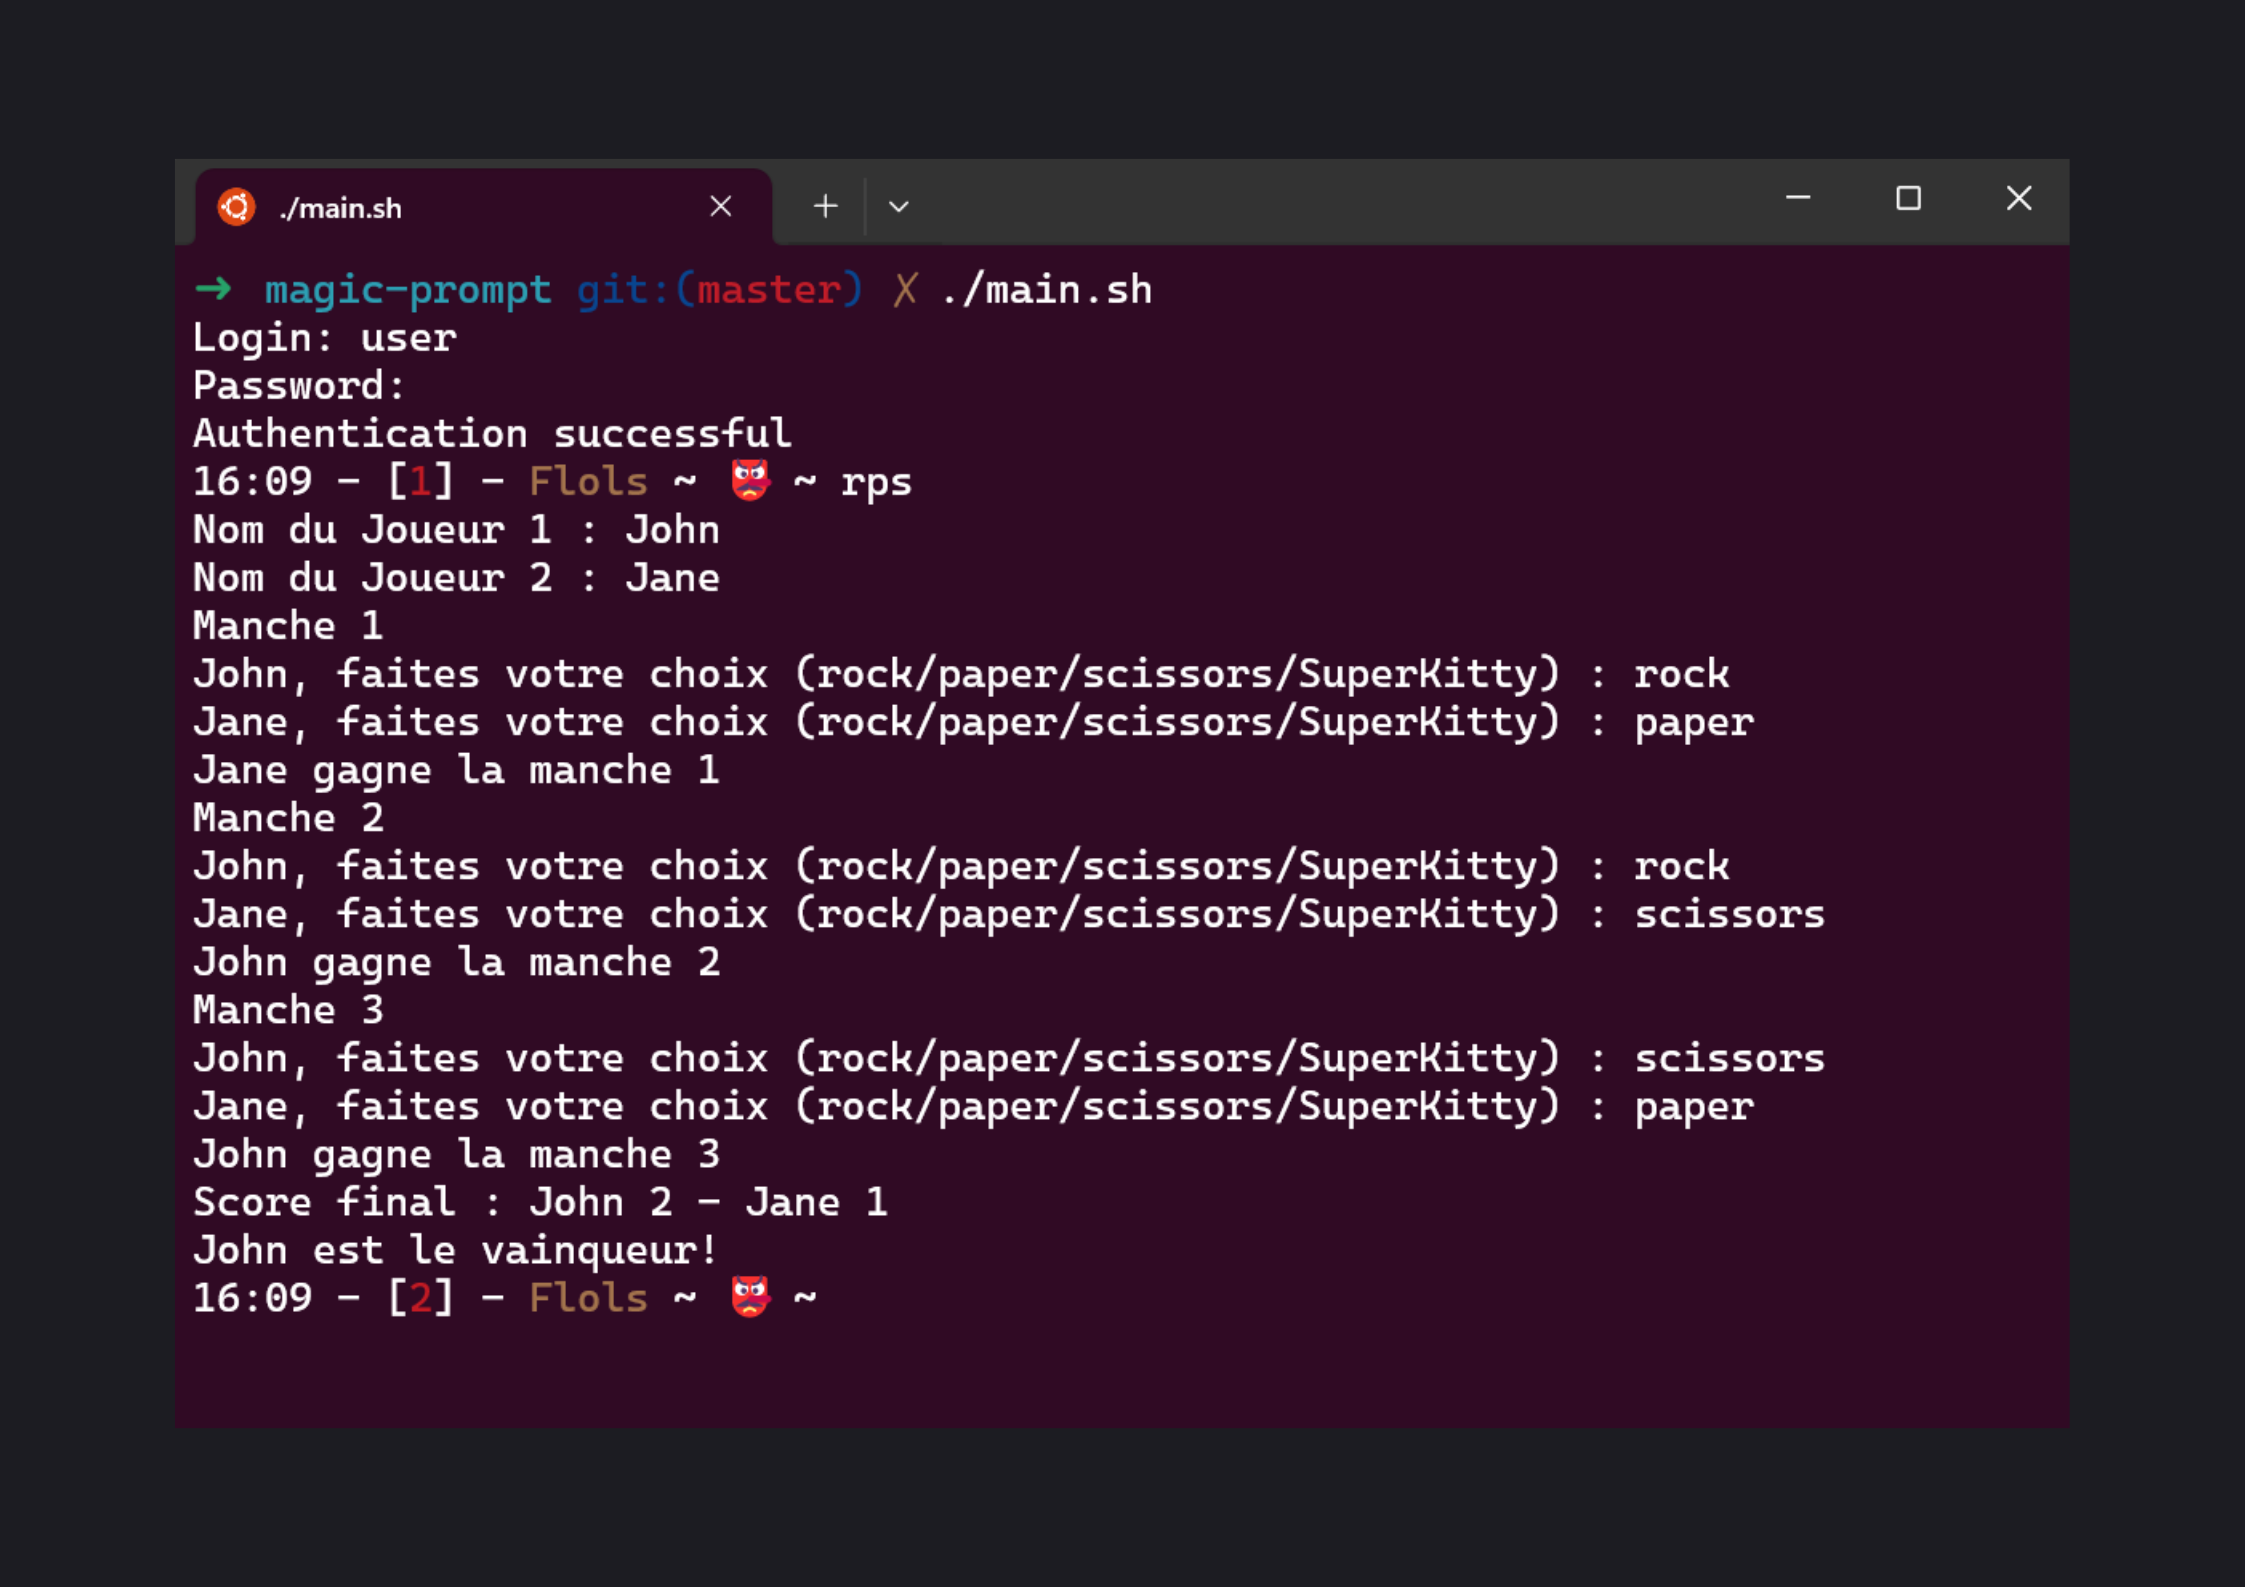 ./main.sh
➜ magic-prompt git:(master) ✗ ./main.sh
Login: user
Password:
Authentication successful
16:09 - [1] - Flols ~ 👺 ~ rps
Nom du Joueur 1 : John
Nom du Joueur 2 : Jane
Manche 1
John, faites votre choix (rock/paper/scissors/SuperKitty) : rock
Jane, faites votre choix (rock/paper/scissors/SuperKitty) : paper
Jane gagne la manche 1
Manche 2
John, faites votre choix (rock/paper/scissors/SuperKitty) : rock
Jane, faites votre choix (rock/paper/scissors/SuperKitty) : scissors
John gagne la manche 2
Manche 3
John, faites votre choix (rock/paper/scissors/SuperKitty) : scissors
Jane, faites votre choix (rock/paper/scissors/SuperKitty) : paper
John gagne la manche 3
Score final : John 2 - Jane 1
John est le vainqueur!
16:09 - [2] - Flols ~ 👺 ~